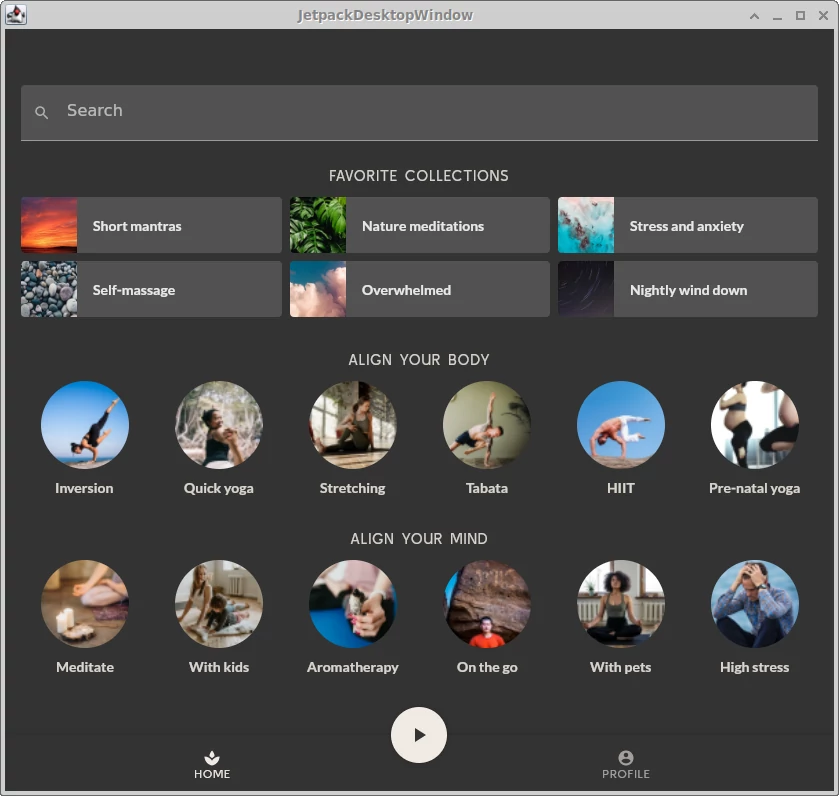 JetpackDesktopWindow
Search
FAVORITE COLLECTIONS
Short mantras
Nature meditations
Stress and anxiety
Self-massage
Overwhelmed
Nightly wind down
ALIGN YOUR BODY
Inversion
Quick yoga
Stretching
Tabata
HIIT
Pre-natal yoga
ALIGN YOUR MIND
Meditate
With kids
Aromatherapy
On the go
With pets
High stress
HOME
PROFILE